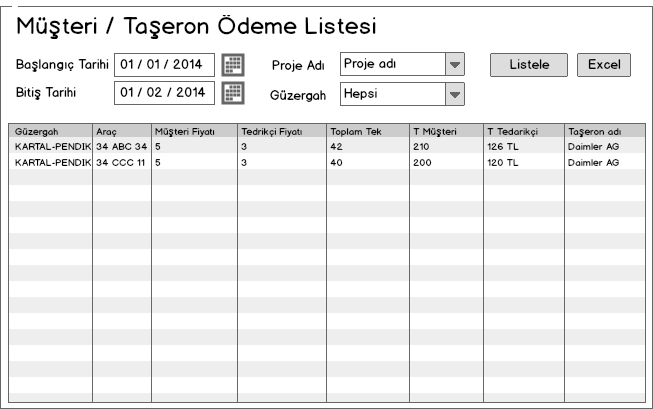 Müşteri / Taşeron Ödeme Listesi
Başlangıç Tarihi 01 / 01 / 2014 Proje Adı Proje adı Listele Excel
Bitiş Tarihi 01 / 02 / 2014 Güzergah Hepsi
Güzergah Araç Müşteri Fiyatı Tedrikçi Fiyatı Toplam Tek T Müşteri T Tedarikçi Taşeron adı
KARTAL-PENDIK 34 ABC 34 5 3 42 210 126 TL Daimler AG
KARTAL-PENDIK 34 CCC 11 5 3 40 200 120 TL Daimler AG